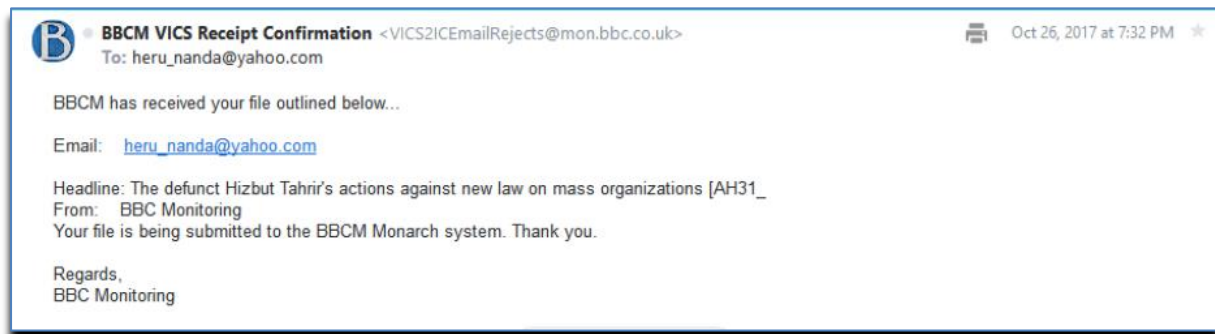 B
BBCM VICS Receipt Confirmation <VICS2ICEmailRejects@mon.bbc.co.uk>
Oct 26, 2017 at 7:32 PM
To: heru_nanda@yahoo.com
BBCM has received your file outlined below...
Email: heru_nanda@yahoo.com
Headline: The defunct Hizbut Tahrir's actions against new law on mass organizations [AH31_
From: BBC Monitoring
Your file is being submitted to the BBCM Monarch system. Thank you.
Regards,
BBC Monitoring